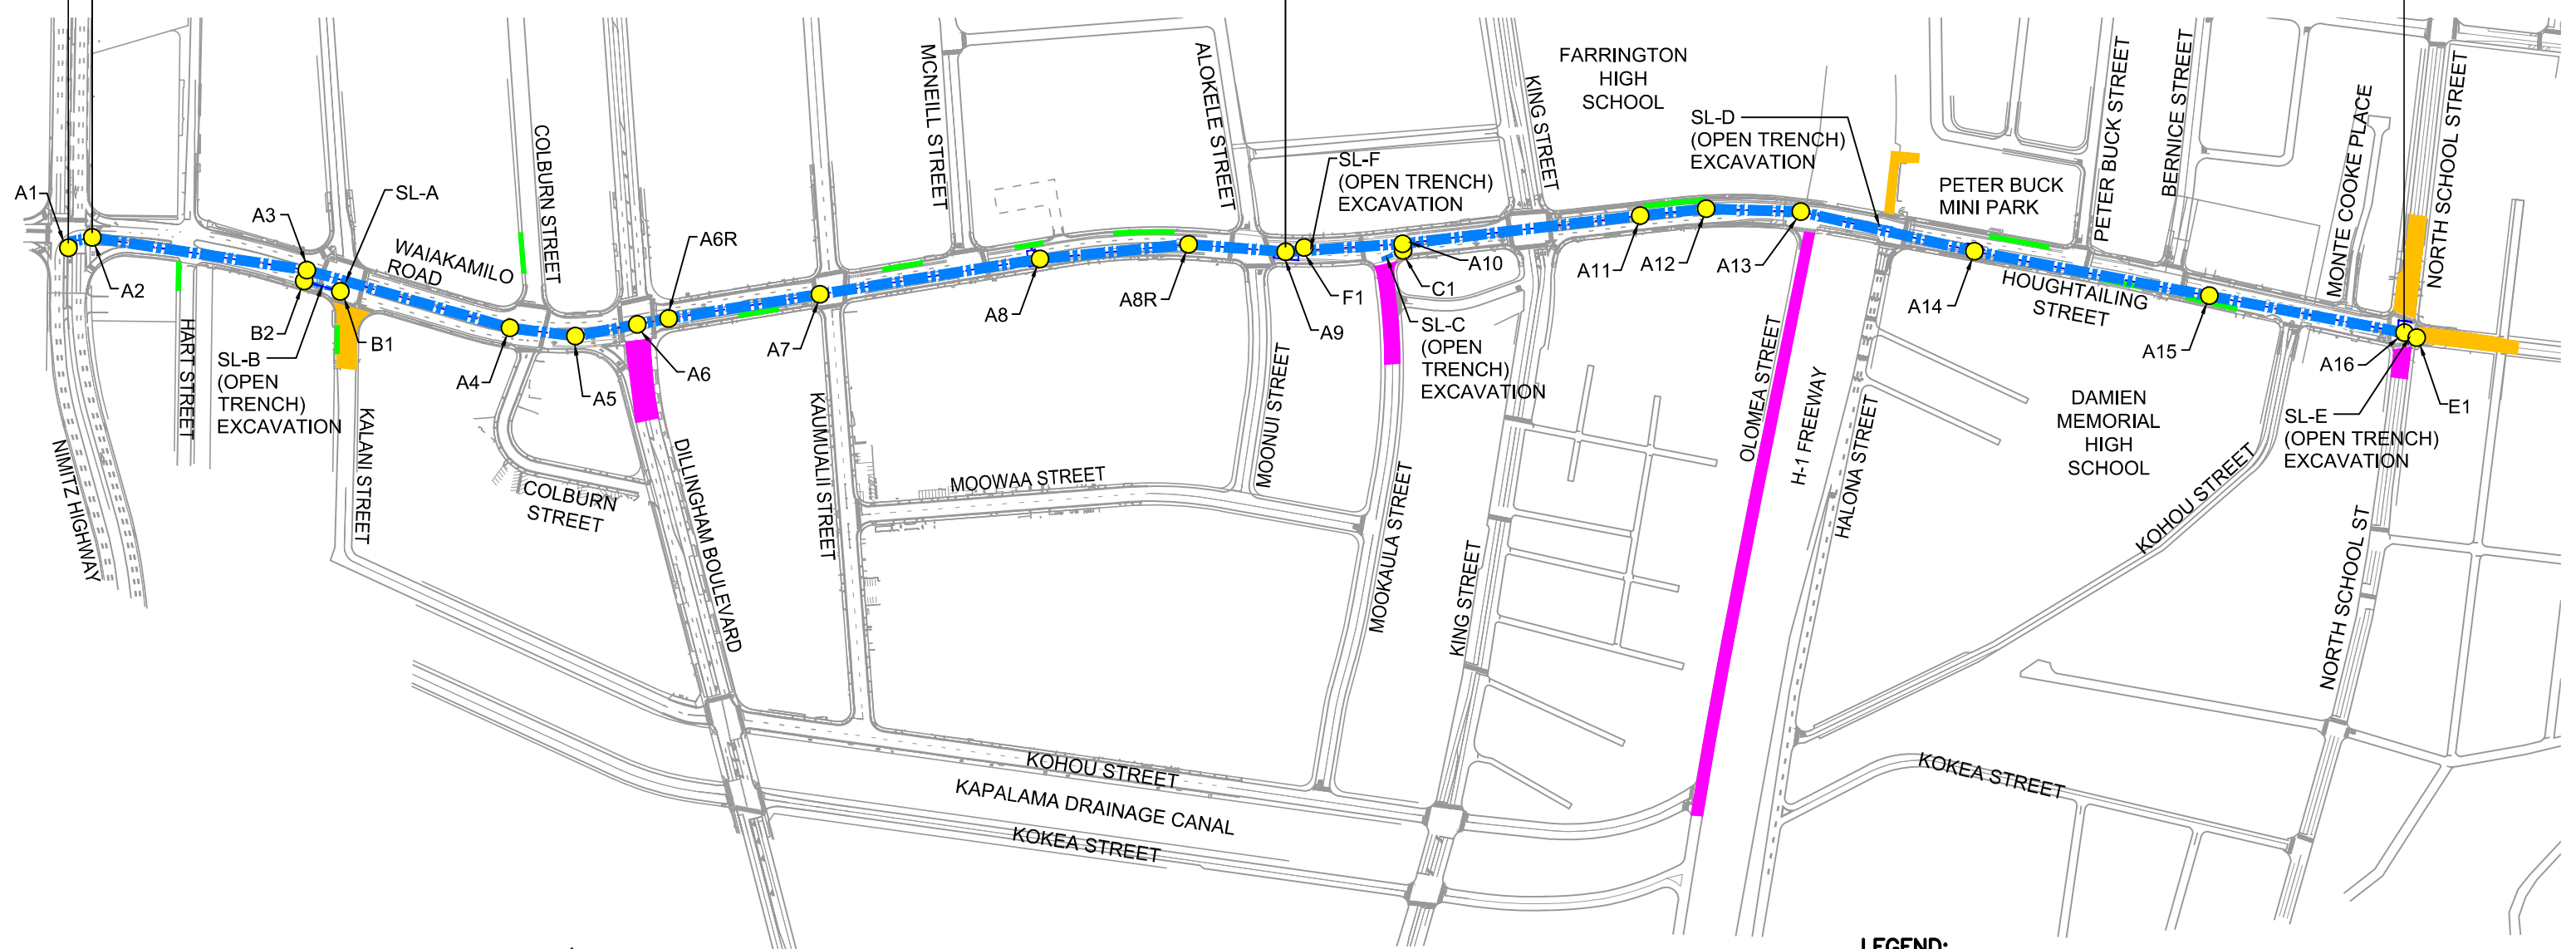 FARRINGTON
HIGH
SCHOOL
MCNEILL STREET
ALOKELE STREET
KING STREET
PETER BUCK STREET
BERNICE STREET
MONTE COOKE PLACE
NORTH SCHOOL STREET
SL-D
(OPEN TRENCH)
EXCAVATION
SL-F
(OPEN TRENCH)
EXCAVATION
PETER BUCK
MINI PARK
COLBURN STREET
A1
A3
SL-A
WAIAKAMILO
ROAD
A6R
A2
B2
B1
SL-B
(OPEN
TRENCH)
EXCAVATION
HART STREET
A4
A5
A6
A7
A8
A8R
A9
F1
A10
C1
SL-C
(OPEN
TRENCH)
EXCAVATION
A11
A12
A13
A14
HOUGHTAILING
STREET
A15
A16
E1
SL-E
(OPEN TRENCH)
EXCAVATION
NIMITZ HIGHWAY
KALANI STREET
COLBURN
STREET
DILLINGHAM BOULEVARD
KAUMUALII STREET
MOOWAA STREET
MOONUI STREET
MOOKAULA STREET
KING STREET
OLOMEA STREET
H-1 FREEWAY
HALONA STREET
DAMIEN
MEMORIAL
HIGH
SCHOOL
KOHOU STREET
NORTH SCHOOL ST
KOHOU STREET
KAPALAMA DRAINAGE CANAL
KOKEA STREET
KOKEA STREET
LEGEND: